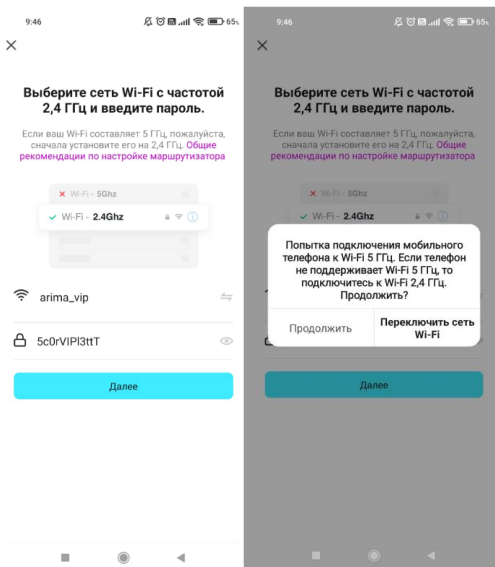 9:46
65%
Выберите сеть Wi-Fi с частотой
2,4 ГГц и введите пароль.
Если ваш Wi-Fi составляет 5 ГГц, пожалуйста,
сначала установите его на 2,4 ГГц. Общие
рекомендации по настройке маршрутизатора
Wi-Fi - 5Ghz
Wi-Fi - 2.4Ghz
arima_vip
5c0rVIPl3ttT
Далее
9:46
65%
Выберите сеть Wi-Fi с частотой
2,4 ГГц и введите пароль.
Если ваш Wi-Fi составляет 5 ГГц, пожалуйста,
сначала установите его на 2,4 ГГц. Общие
рекомендации по настройке маршрутизатора
Wi-Fi - 5Ghz
Wi-Fi - 2.4Ghz
Попытка подключения мобильного
телефона к Wi-Fi 5 ГГц. Если телефон
не поддерживает Wi-Fi 5 ГГц, то
подключитесь к Wi-Fi 2,4 ГГц.
Продолжить?
Продолжить
Переключить сеть
Wi-Fi
Далее